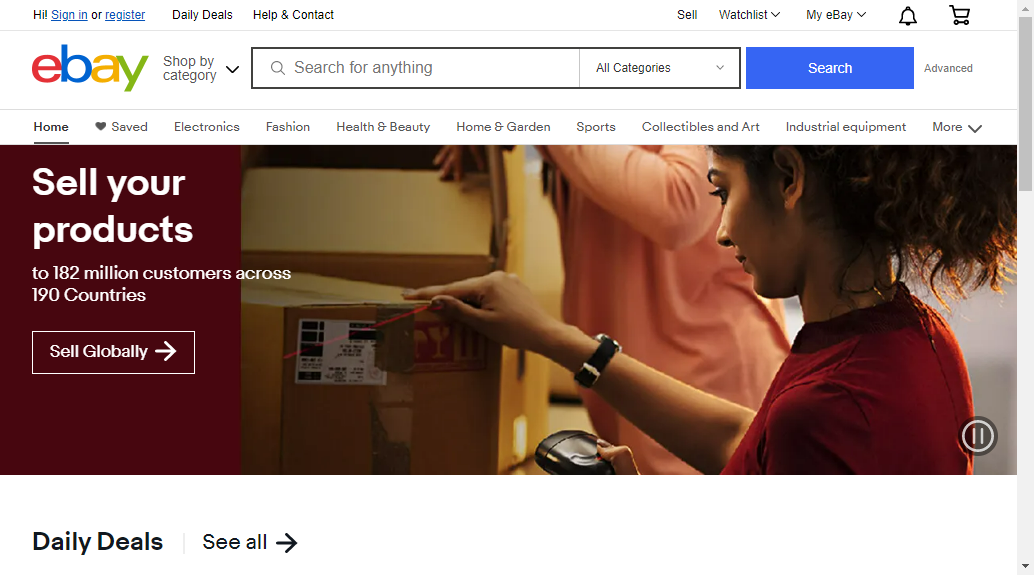 Hi! Sign in or register Daily Deals Help & Contact Sell Watchlist My eBay
ebay
Shop by
category
Search for anything
All Categories
Search
Advanced
Home Saved Electronics Fashion Health & Beauty Home & Garden Sports Collectibles and Art Industrial equipment More
Sell your
products
to 182 million customers across
190 Countries
Sell Globally
Daily Deals See all